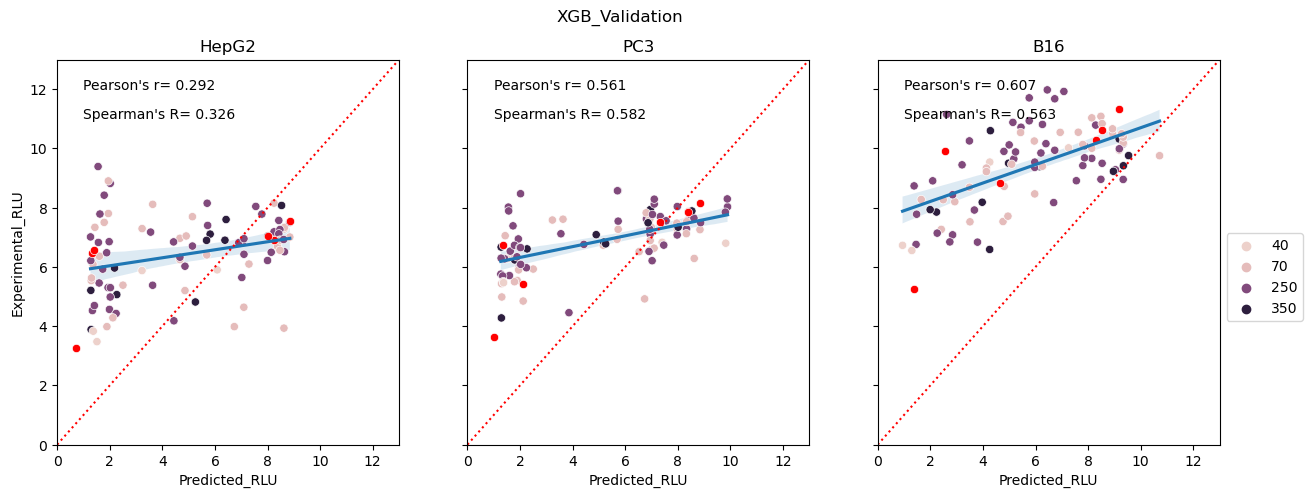 XGB_Validation
HepG2
PC3
B16
Pearson's r= 0.292
Spearman's R= 0.326
Pearson's r= 0.561
Spearman's R= 0.582
Pearson's r= 0.607
Spearman's R= 0.563
Experimental_RLU
12
10
8
6
4
2
0
0 2 4 6 8 10 12
0 2 4 6 8 10 12
0 2 4 6 8 10 12
Predicted_RLU
Predicted_RLU
Predicted_RLU
40
70
250
350